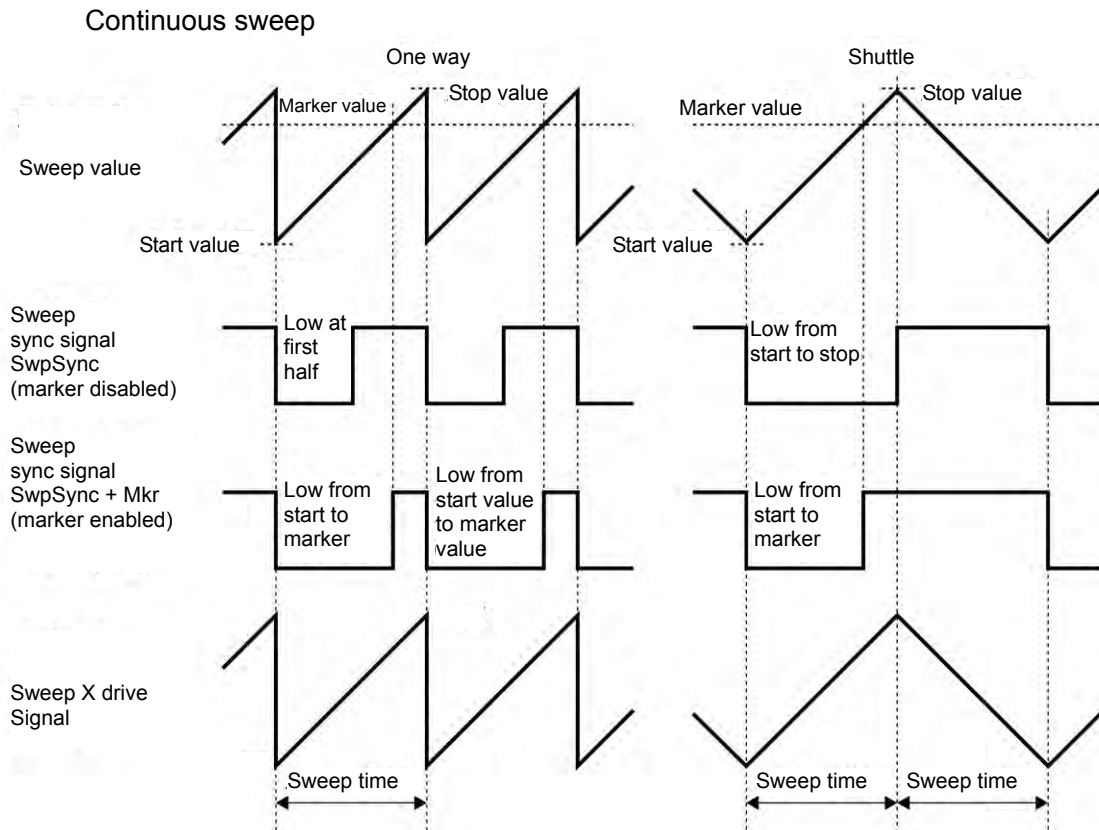 Continuous sweep
One way
Shuttle
Marker value
Stop value
Marker value
Stop value
Sweep value
Start value
Start value
Sweep
sync signal
SwpSync
(marker disabled)
Low at
first
half
Low from
start to stop
Sweep
sync signal
SwpSync + Mkr
(marker enabled)
Low from
start to
marker
Low from
start value
to marker
value
Low from
start to
marker
Sweep X drive
Signal
Sweep time
Sweep time
Sweep time